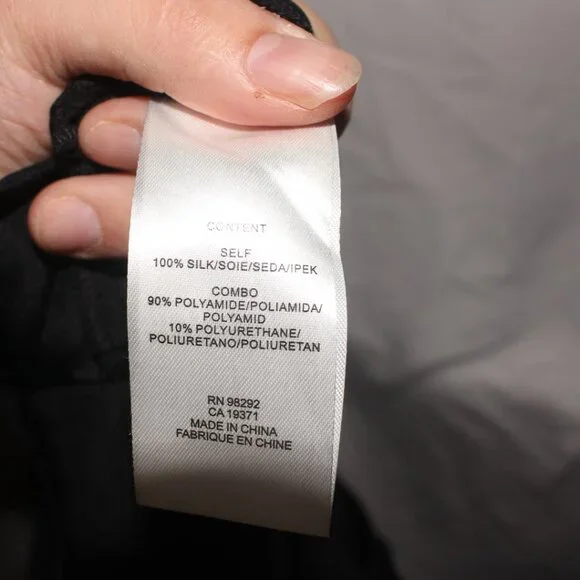 CONTENT
SELF
100% SILK/SOIE/SEDA/IPEK
COMBO
90% POLYAMIDE/POLIAMIDA/
POLYAMID
10% POLYURETHANE/
POLIURETANO/POLIURETAN
RN 98292
CA 19371
MADE IN CHINA
FABRIQUE EN CHINE